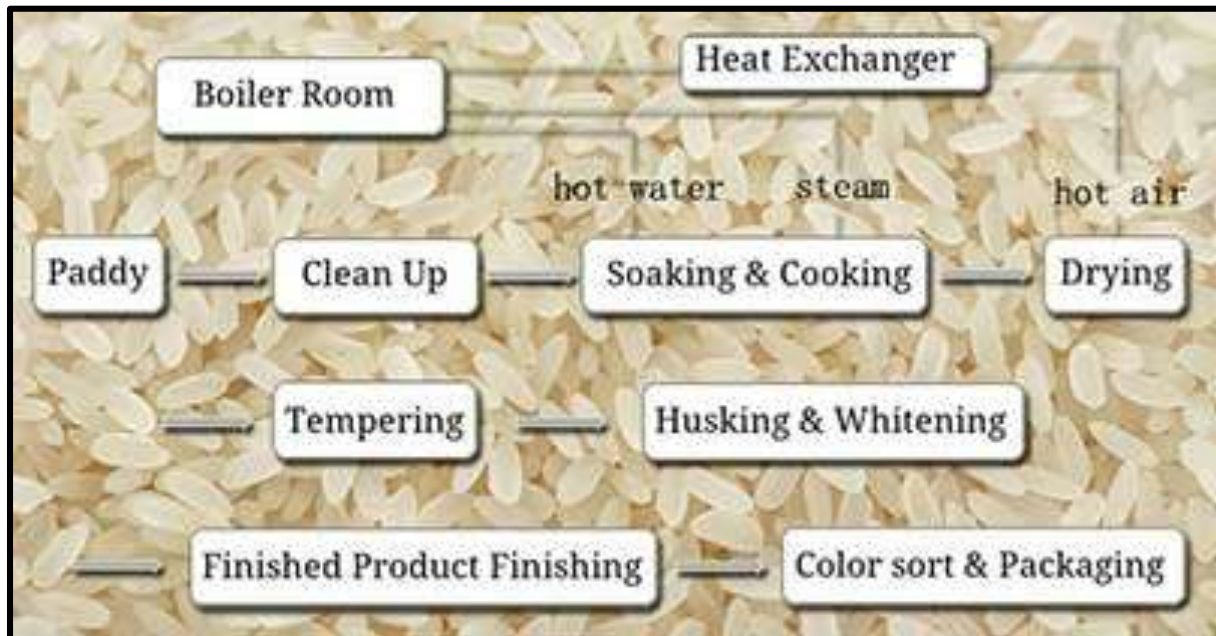 Heat Exchanger
Boiler Room
hot water
steam
hot air
Paddy
Clean Up
Soaking & Cooking
Drying
Tempering
Husking & Whitening
Finished Product Finishing
Color sort & Packaging